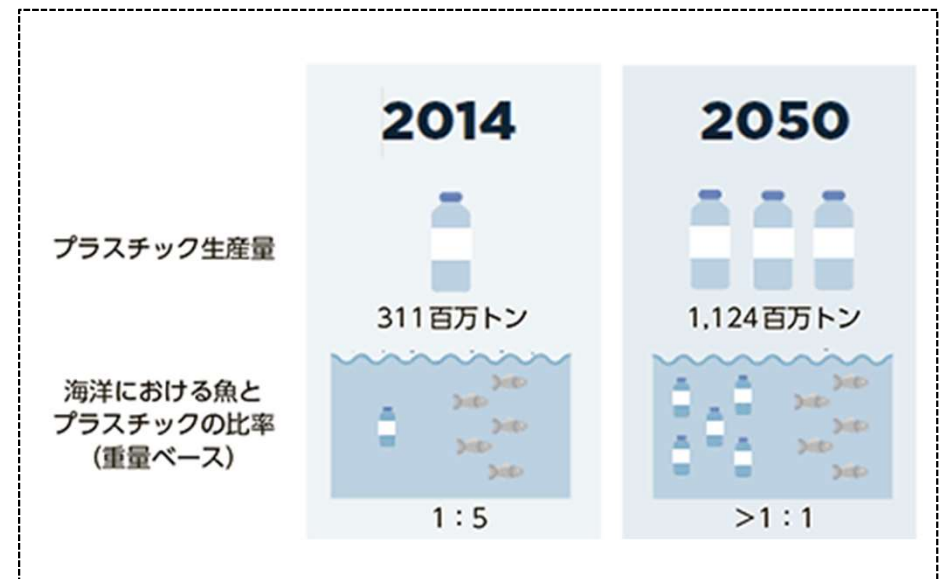 2014
2050
プラスチック生産量
311百万トン
1,124百万トン
海洋における魚と
プラスチックの比率
（重量ベース）
1：5
＞1：1